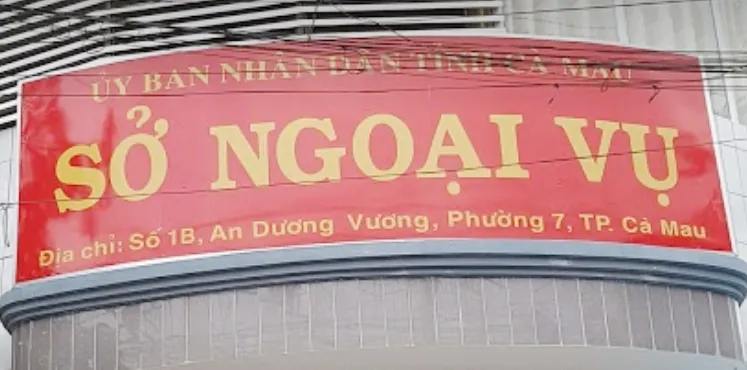 ỦY BAN NHÂN DÂN TỈNH CÀ MAU
SỞ NGOẠI VỤ
Địa chỉ: Số 1B, An Dương Vương, Phường 7, TP. Cà Mau